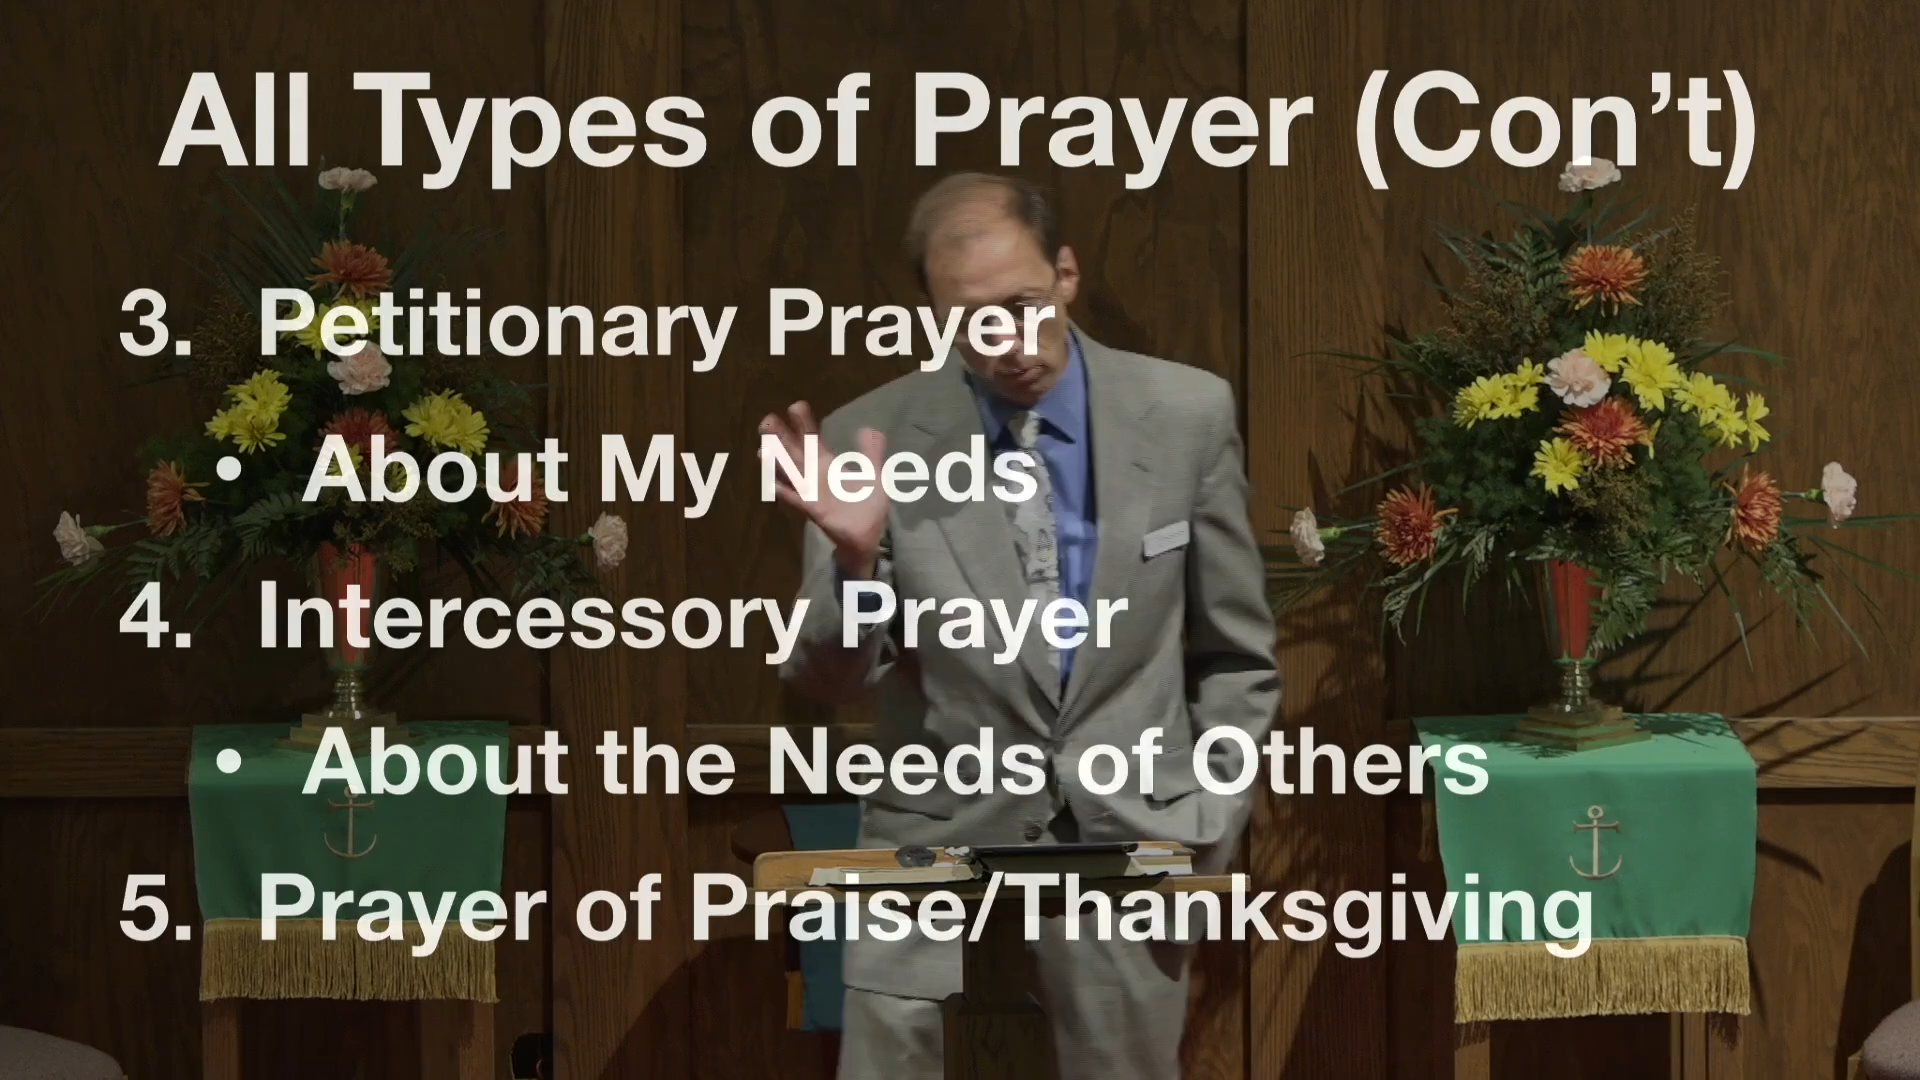 All Types of Prayer (Con’t)
3. Petitionary Prayer
• About My Needs
4. Intercessory Prayer
• About the Needs of Others
5. Prayer of Praise/Thanksgiving